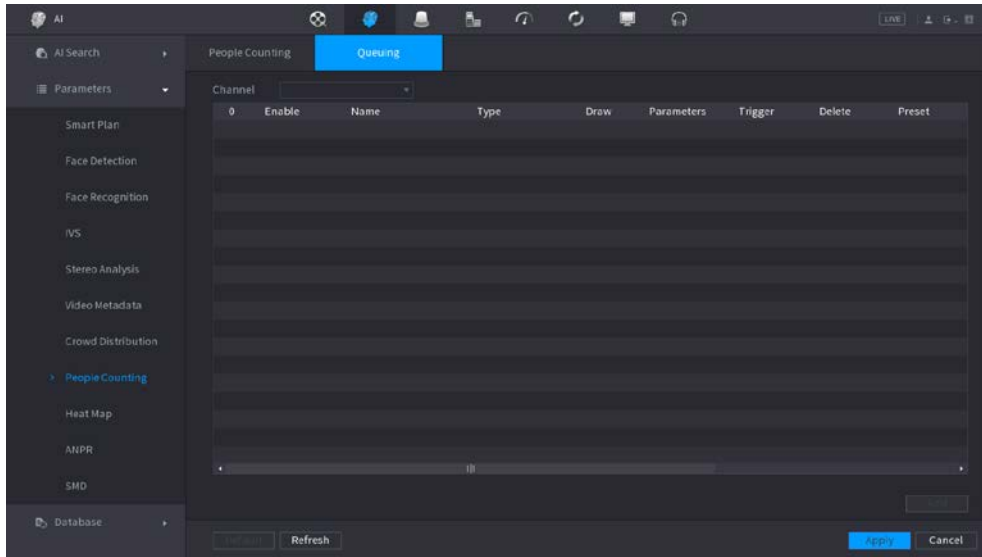 AI
LIVE
AI Search
People Counting
Queuing
Parameters
Channel
0 Enable Name Type Draw Parameters Trigger Delete Preset
Smart Plan
Face Detection
Face Recognition
IVS
Stereo Analysis
Video Metadata
Crowd Distribution
People Counting
Heat Map
ANPR
SMD
Database
Add
Default
Refresh
Apply
Cancel